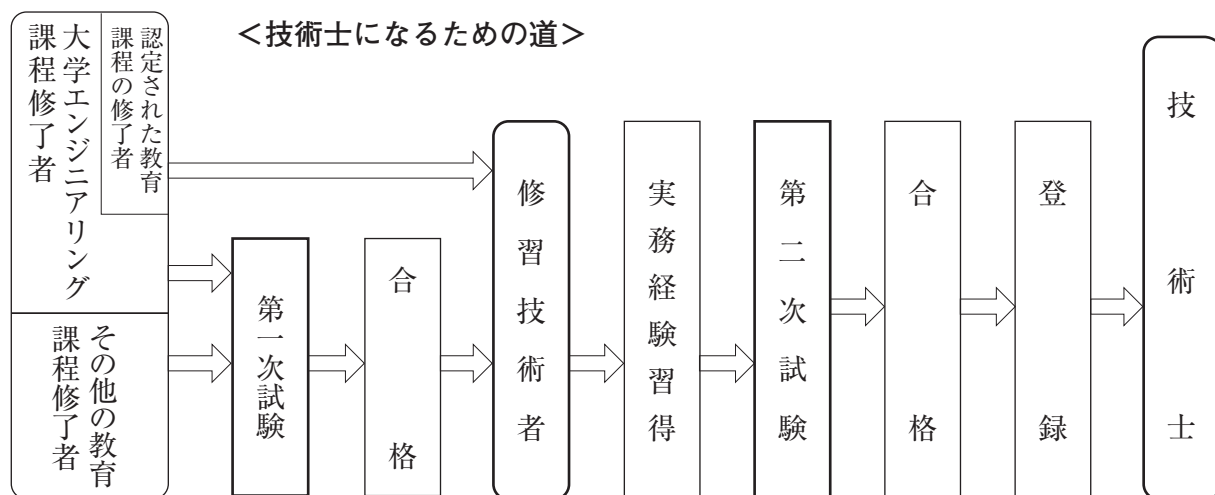 <技術士になるための道>
大学エンジニアリング
課程修了者
認定された教育
課程の修了者
その他の教育
課程修了者
第一次試験
合格
修習技術者
実務経験習得
第二次試験
合格
登録
技術士